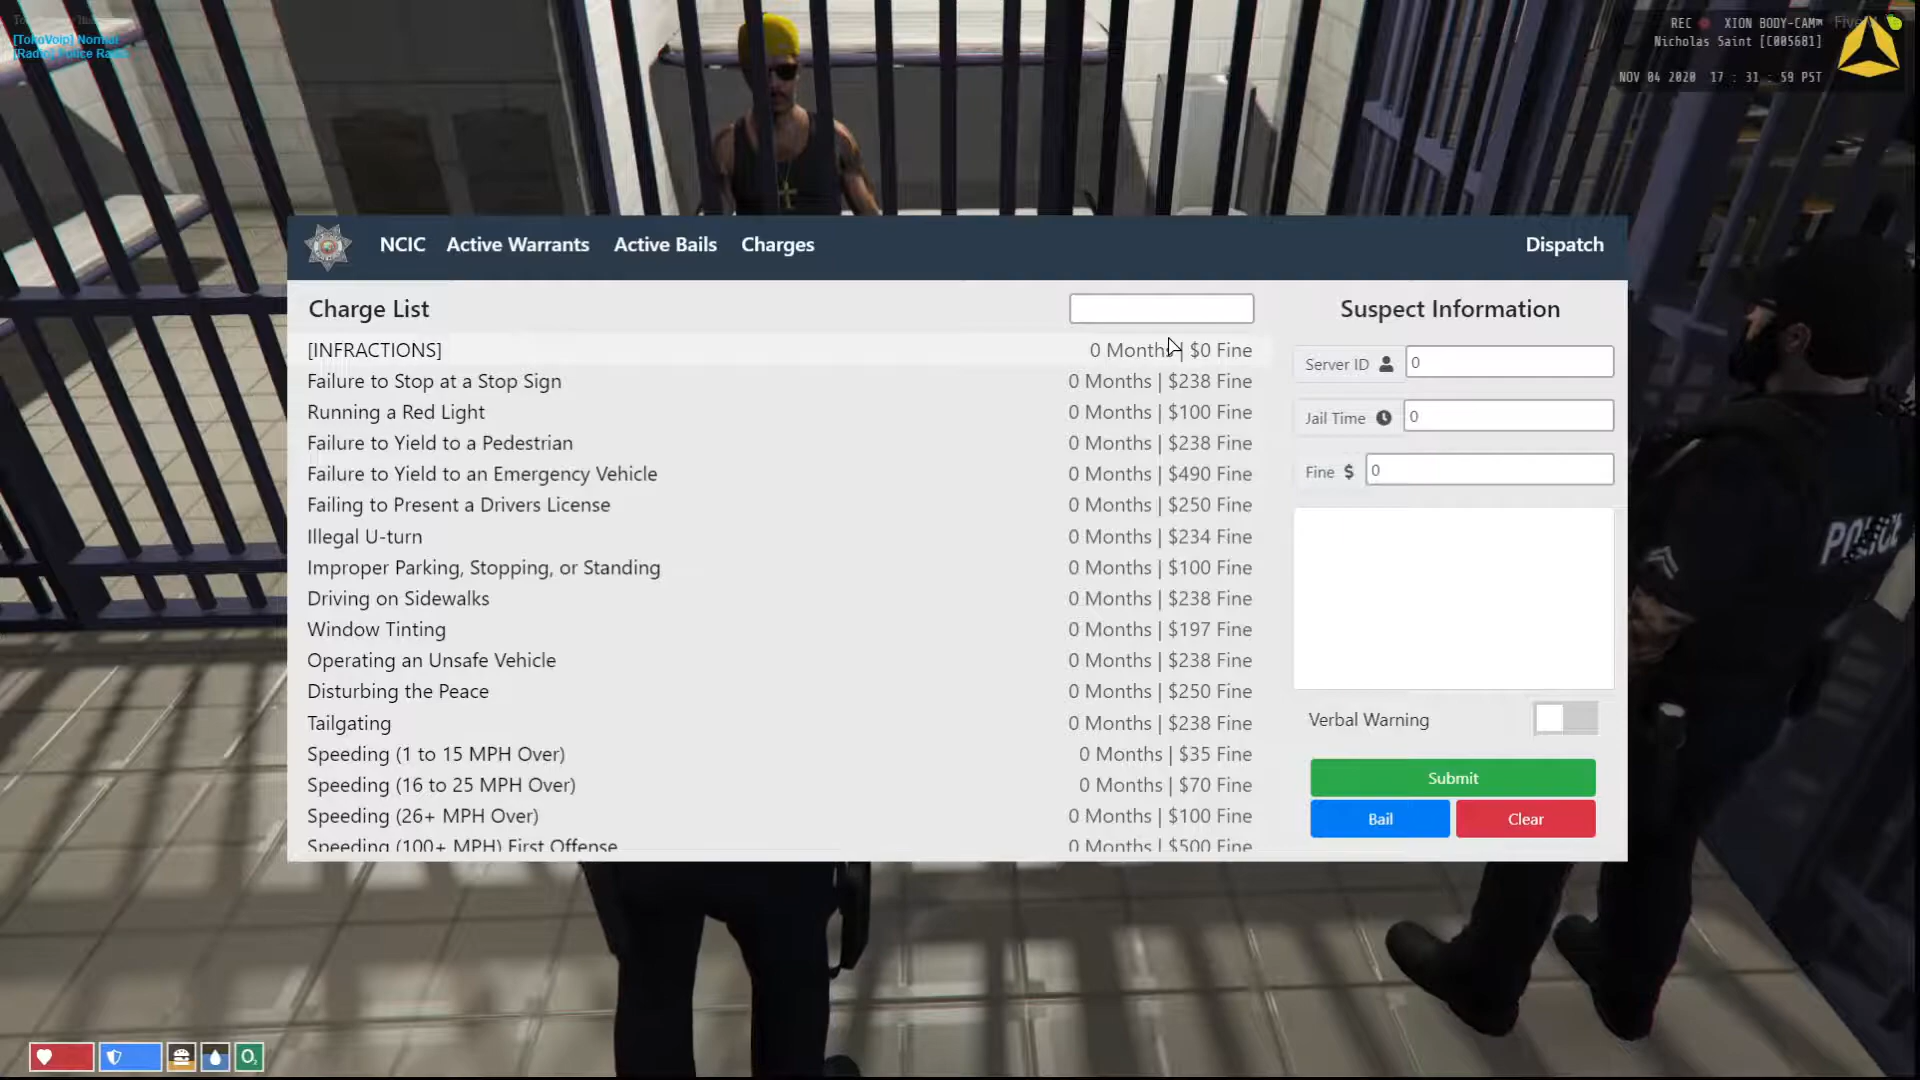 [TokoVoip] Normal
[Radio] Police Radio
REC XION BODY-CAM™
FiveM
Nicholas Saint [C005681]
NOV 04 2020 17 : 31 : 59 PST
NCIC Active Warrants Active Bails Charges Dispatch
Charge List
[INFRACTIONS] 0 Months | $0 Fine
Failure to Stop at a Stop Sign 0 Months | $238 Fine
Running a Red Light 0 Months | $100 Fine
Failure to Yield to a Pedestrian 0 Months | $238 Fine
Failure to Yield to an Emergency Vehicle 0 Months | $490 Fine
Failing to Present a Drivers License 0 Months | $250 Fine
Illegal U-turn 0 Months | $234 Fine
Improper Parking, Stopping, or Standing 0 Months | $100 Fine
Driving on Sidewalks 0 Months | $238 Fine
Window Tinting 0 Months | $197 Fine
Operating an Unsafe Vehicle 0 Months | $238 Fine
Disturbing the Peace 0 Months | $250 Fine
Tailgating 0 Months | $238 Fine
Speeding (1 to 15 MPH Over) 0 Months | $35 Fine
Speeding (16 to 25 MPH Over) 0 Months | $70 Fine
Speeding (26+ MPH Over) 0 Months | $100 Fine
Speeding (100+ MPH) First Offense 0 Months | $500 Fine
Suspect Information
Server ID 0
Jail Time 0
Fine $ 0
Verbal Warning
Submit
Bail Clear
POLICE
O₂